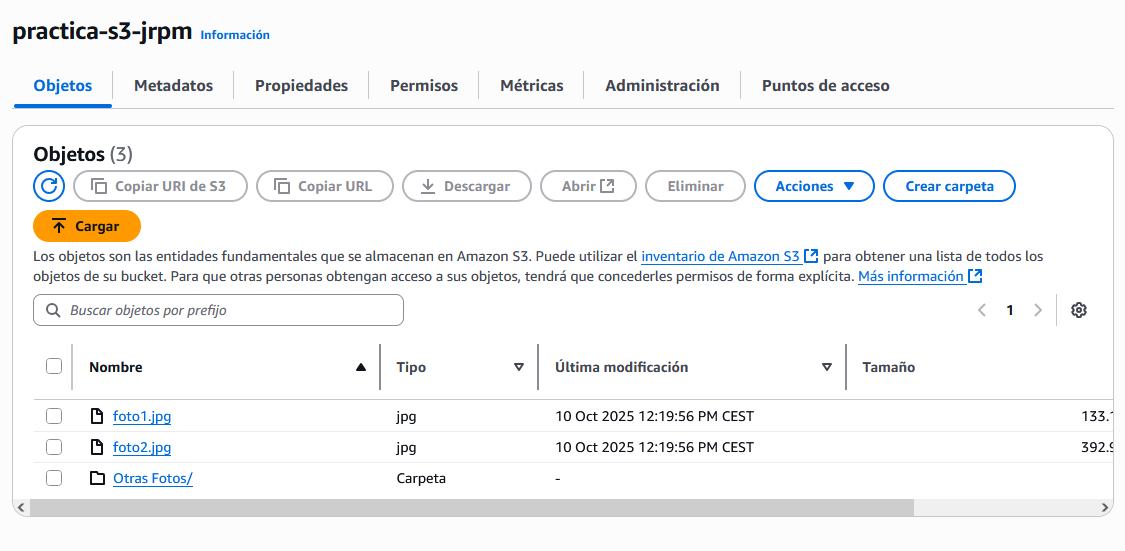 practica-s3-jrpm Información
Objetos Metadatos Propiedades Permisos Métricas Administración Puntos de acceso
Objetos (3)
Copiar URI de S3 Copiar URL Descargar Abrir Eliminar Acciones Crear carpeta
Cargar
Los objetos son las entidades fundamentales que se almacenan en Amazon S3. Puede utilizar el inventario de Amazon S3 para obtener una lista de todos los
objetos de su bucket. Para que otras personas obtengan acceso a sus objetos, tendrá que concederles permisos de forma explícita. Más información
Buscar objetos por prefijo 1
Nombre Tipo Última modificación Tamaño
foto1.jpg jpg 10 Oct 2025 12:19:56 PM CEST 133.
foto2.jpg jpg 10 Oct 2025 12:19:56 PM CEST 392.9
Otras Fotos/ Carpeta -